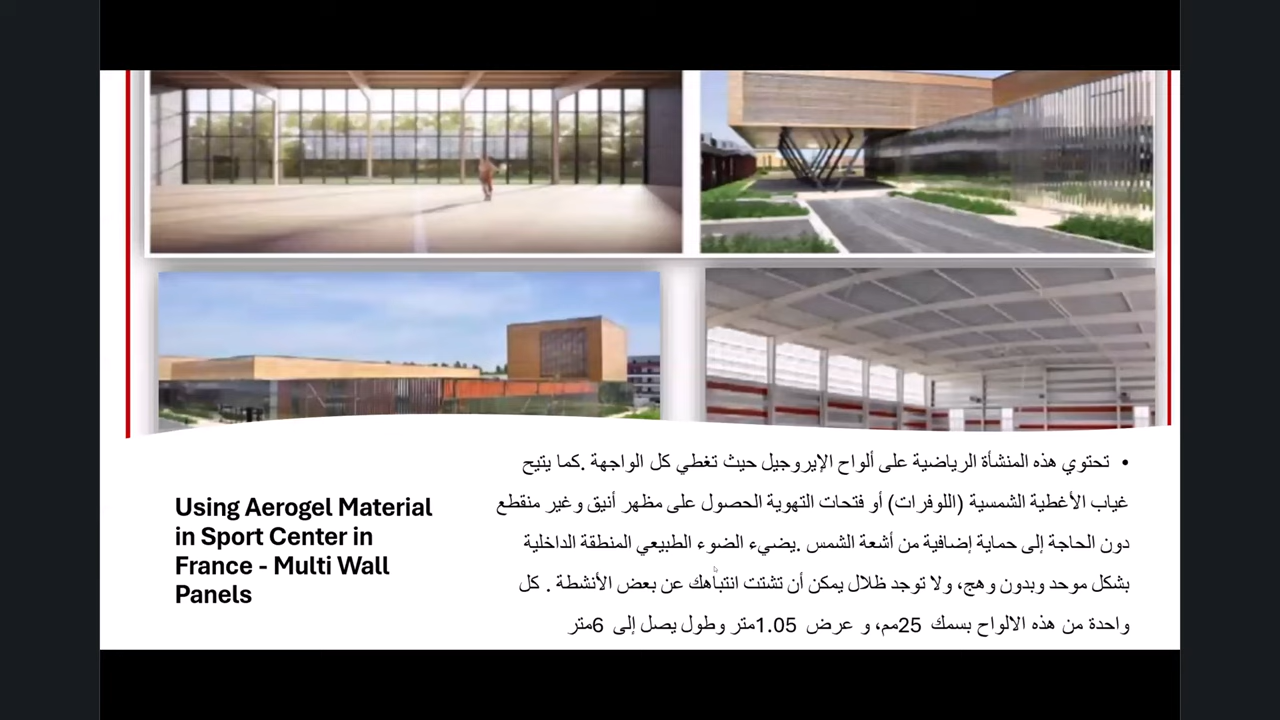 • تحتوي هذه المنشأة الرياضية على ألواح الإيروجيل حيث تغطي كل الواجهة .كما يتيح
غياب الأغطية الشمسية (اللوفرات) أو فتحات التهوية الحصول على مظهر أنيق وغير منقطع
دون الحاجة إلى حماية إضافية من أشعة الشمس .يضيء الضوء الطبيعي المنطقة الداخلية
بشكل موحد وبدون وهج، ولا توجد ظلال يمكن أن تشتت انتباهك عن بعض الأنشطة . كل
واحدة من هذه الالواح بسمك 25مم، و عرض 1.05متر وطول يصل إلى 6متر
Using Aerogel Material
in Sport Center in
France - Multi Wall
Panels